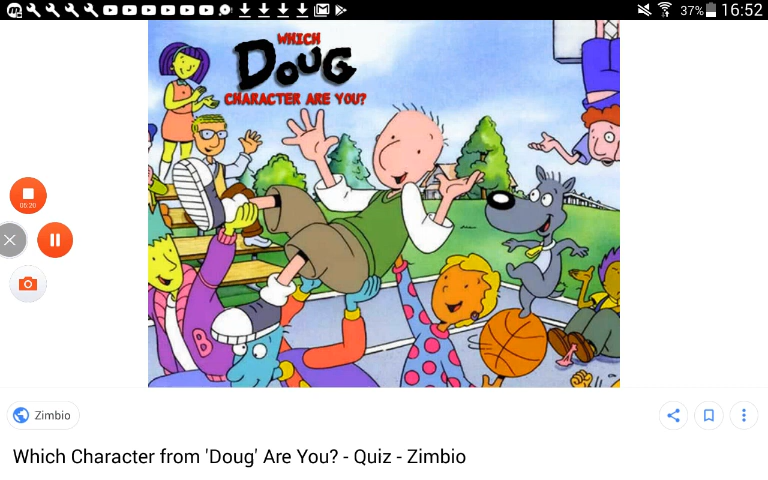 37% 16:52
WHICH
DOUG
CHARACTER ARE YOU?
00:20
B
Zimbio
Which Character from 'Doug' Are You? - Quiz - Zimbio